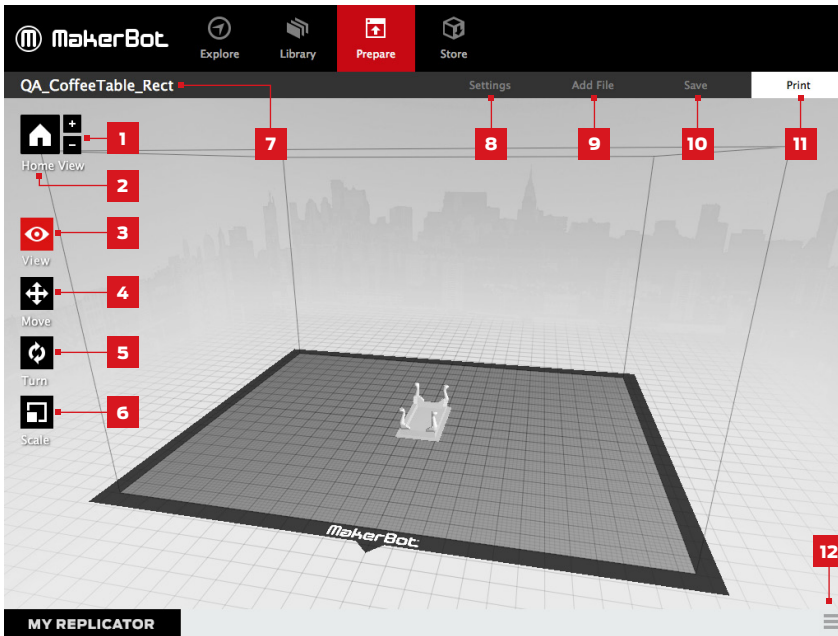 MakerBot
Explore
Library
Prepare
Store
QA_CoffeeTable_Rect
Settings
Add File
Save
Print
+
-
1
7
8
9
10
11
Home View
2
3
View
4
Move
5
Turn
6
Scale
MakerBot
12
MY REPLICATOR